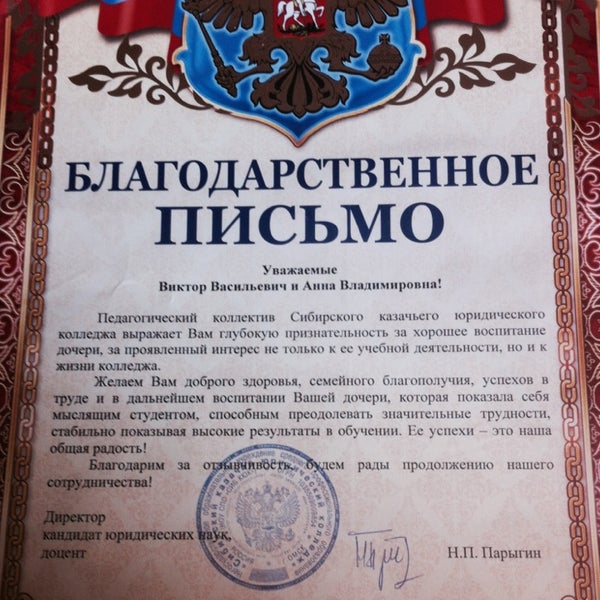 БЛАГОДАРСТВЕННОЕ
ПИСЬМО
Уважаемые
Виктор Васильевич и Анна Владимировна!
Педагогический коллектив Сибирского казачьего юридического
колледжа выражает Вам глубокую признательность за хорошее воспитание
дочери, за проявленный интерес не только к ее учебной деятельности, но и к
жизни колледжа.
Желаем Вам доброго здоровья, семейного благополучия, успехов в
труде и в дальнейшем воспитании Вашей дочери, которая показала себя
мыслящим студентом, способным преодолевать значительные трудности,
стабильно показывая высокие результаты в обучении. Ее успехи – это наша
общая радость!
Благодарим за отзывчивость, будем рады продолжению нашего
сотрудничества!
Директор
кандидат юридических наук,
доцент Н.П. Парыгин